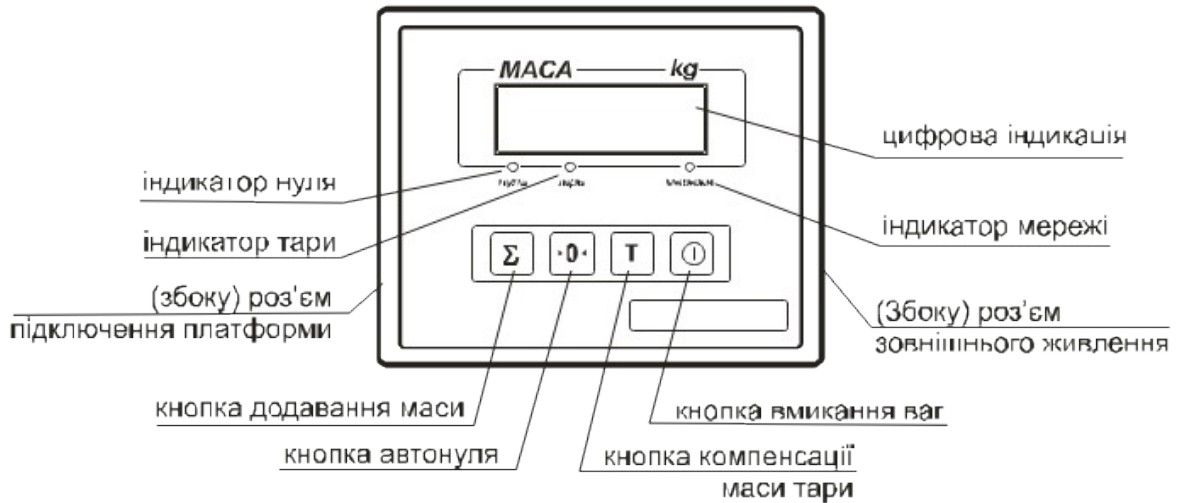 МАСА kg
цифрова індикація
індикатор нуля
індикатор мережі
індикатор тари
Σ 0 T
(збоку) роз'єм
підключення платформи
(Збоку) роз'єм
зовнішнього живлення
кнопка додавання маси
кнопка вмикання ваг
кнопка автонуля
кнопка компенсації
маси тари